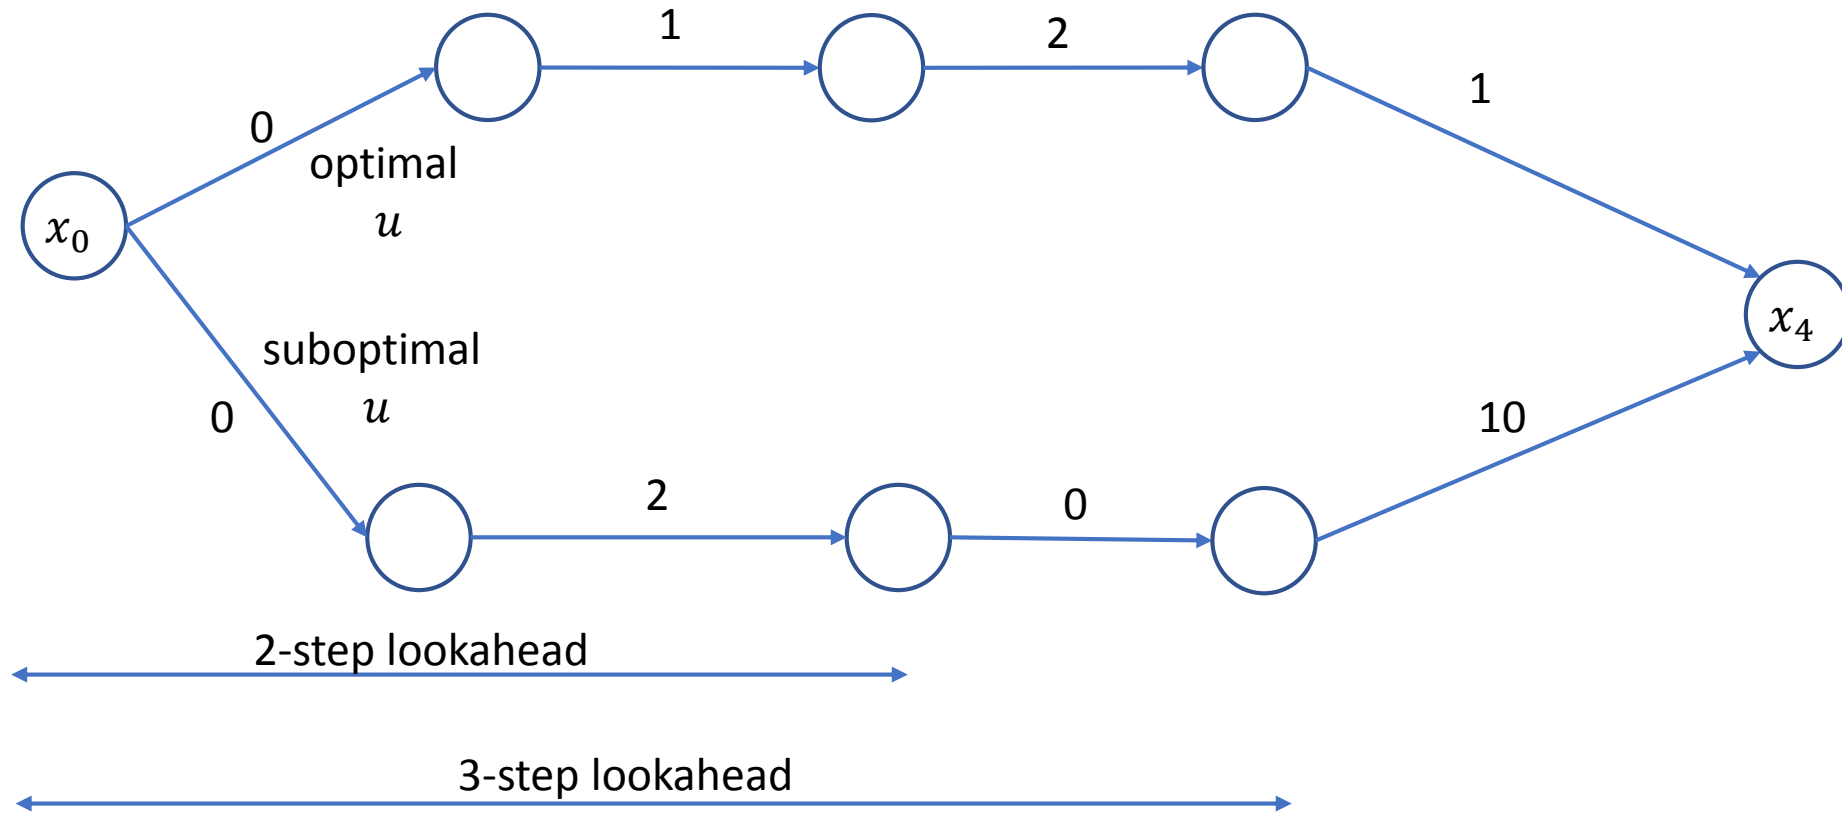 1
2
0
1
optimal
u
x₀
x₄
suboptimal
u
0
10
2
0
2-step lookahead
3-step lookahead